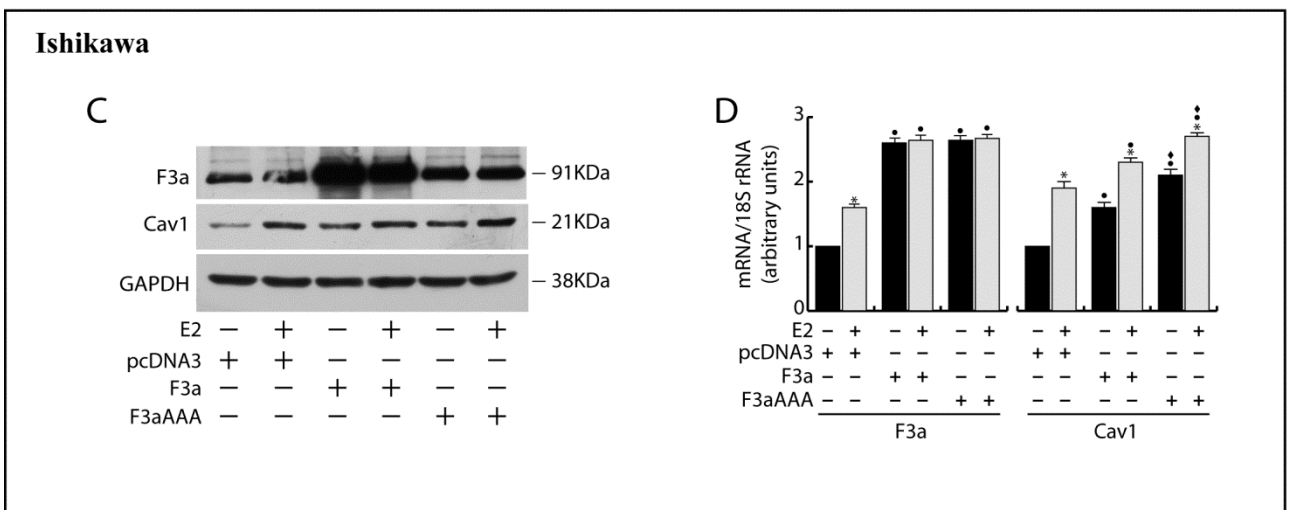 Ishikawa
C
F3a
– 91KDa
Cav1
– 21KDa
GAPDH
– 38KDa
E2 – + – + – +
pcDNA3 + + – – – –
F3a – – + + – –
F3aAAA – – – – + +
D
mRNA/18S rRNA
(arbitrary units)
3
2
1
0
* • • • • * • •* ♦• ♦•*
E2 – + – + – + – + – + – +
pcDNA3 + + – – – – + + – – – –
F3a – – + + – – – – + + – –
F3aAAA – – – – + + – – – – + +
F3a Cav1